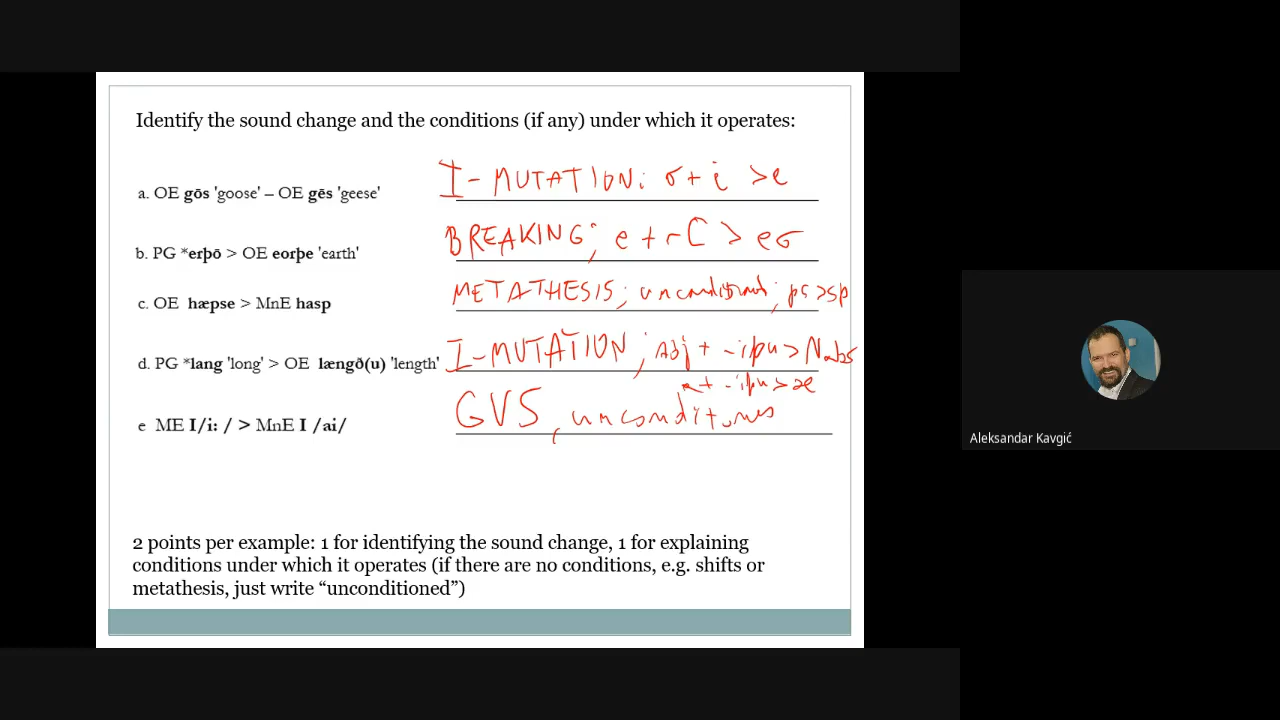 Identify the sound change and the conditions (if any) under which it operates:
a. OE gōs 'goose' – OE gēs 'geese' I-MUTATION: o+ i >e
b. PG *erþō > OE eorþe 'earth' BREAKING; e + rC > eo
c. OE hæpse > MnE hasp METATHESIS; unconditioned; ps>sp
d. PG *lang 'long' > OE længð(u) 'length' I-MUTATION; Adj + -iþu > Nabs
a+ -iþu > æ
e ME I/i: / > MnE I /ai/ GVS,
2 points per example: 1 for identifying the sound change, 1 for explaining
conditions under which it operates (if there are no conditions, e.g. shifts or
metathesis, just write “unconditioned”)
Aleksandar Kavgić